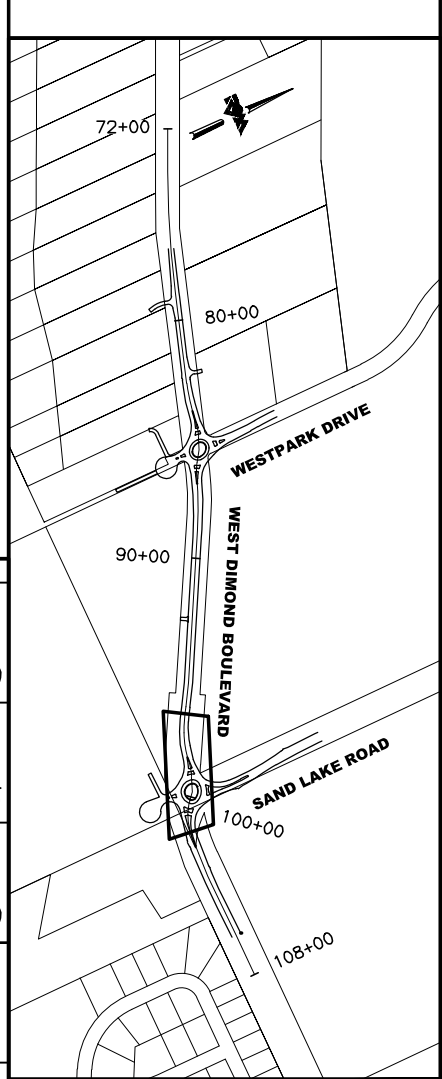 72+00
80+00
WESTPARK DRIVE
90+00
WEST DIMOND BOULEVARD
SAND LAKE ROAD
100+00
108+00